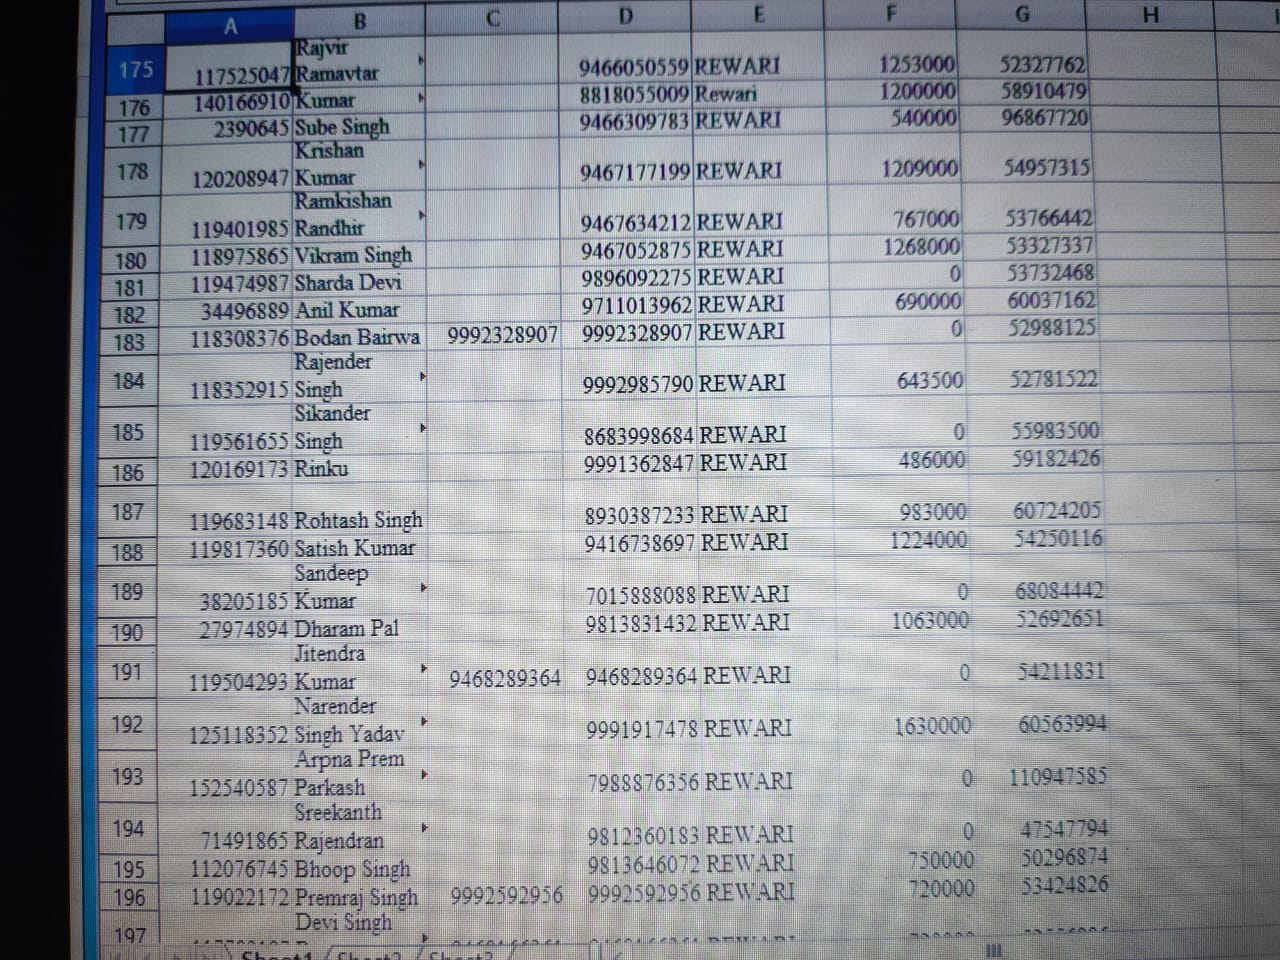 A B C D E F G H
175 117525047 Rajvir 9466050559 REWARI 1253000 52327762
Ramavtar
176 140166910 Kumar 8818055009 Rewari 1200000 58910479
177 2390645 Sube Singh 9466309783 REWARI 540000 96867720
178 120208947 Krishan 9467177199 REWARI 1209000 54957315
Kumar
179 119401985 Ramkishan 9467634212 REWARI 767000 53766442
Randhir
180 118975865 Vikram Singh 9467052875 REWARI 1268000 53327337
181 119474987 Sharda Devi 9896092275 REWARI 0 53732468
182 34496889 Anil Kumar 9711013962 REWARI 690000 60037162
183 118308376 Bodan Bairwa 9992328907 9992328907 REWARI 0 52988125
184 118352915 Rajender 9992985790 REWARI 643500 52781522
Singh
185 119561655 Sikander 8683998684 REWARI 0 55983500
Singh
186 120169173 Rinku 9991362847 REWARI 486000 59182426
187 119683148 Rohtash Singh 8930387233 REWARI 983000 60724205
188 119817360 Satish Kumar 9416738697 REWARI 1224000 54250116
189 38205185 Sandeep 7015888088 REWARI 0 68084442
Kumar
190 27974894 Dharam Pal 9813831432 REWARI 1063000 52692651
191 119504293 Jitendra 9468289364 9468289364 REWARI 0 54211831
Kumar
192 125118352 Narender 9991917478 REWARI 1630000 60563994
Singh Yadav
193 152540587 Arpna Prem 7988876356 REWARI 0 110947585
Parkash
194 71491865 Sreekanth 9812360183 REWARI 0 47547794
Rajendran
195 112076745 Bhoop Singh 9813646072 REWARI 750000 50296874
196 119022172 Premraj Singh 9992592956 9992592956 REWARI 720000 53424826
197 Devi Singh
Sheet1 Sheet2 Sheet3